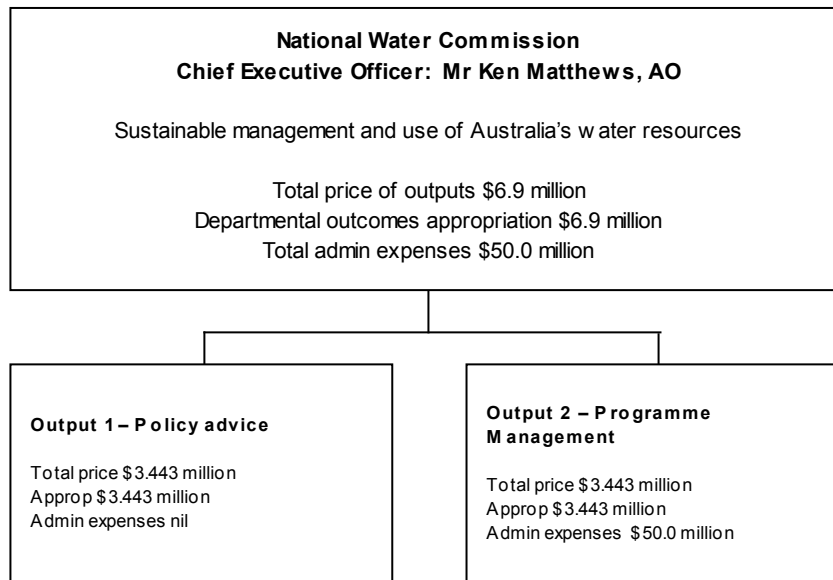 National Water Commission
Chief Executive Officer: Mr Ken Matthews, AO
Sustainable management and use of Australia's water resources
Total price of outputs $6.9 million
Departmental outcomes appropriation $6.9 million
Total admin expenses $50.0 million
Output 1 – Policy advice
Total price $3.443 million
Approp $3.443 million
Admin expenses nil
Output 2 – Programme
Management
Total price $3.443 million
Approp $3.443 million
Admin expenses $50.0 million